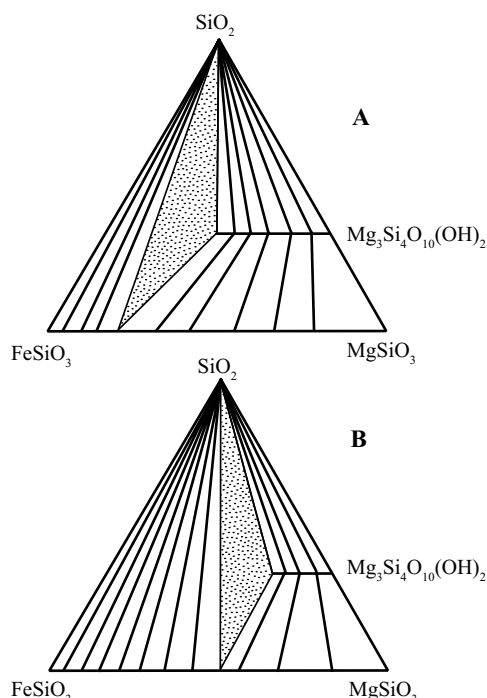 SiO₂
A
Mg₃Si₄O₁₀(OH)₂
FeSiO₃
MgSiO₃
SiO₂
B
Mg₃Si₄O₁₀(OH)₂
FeSiO₃
MgSiO₃